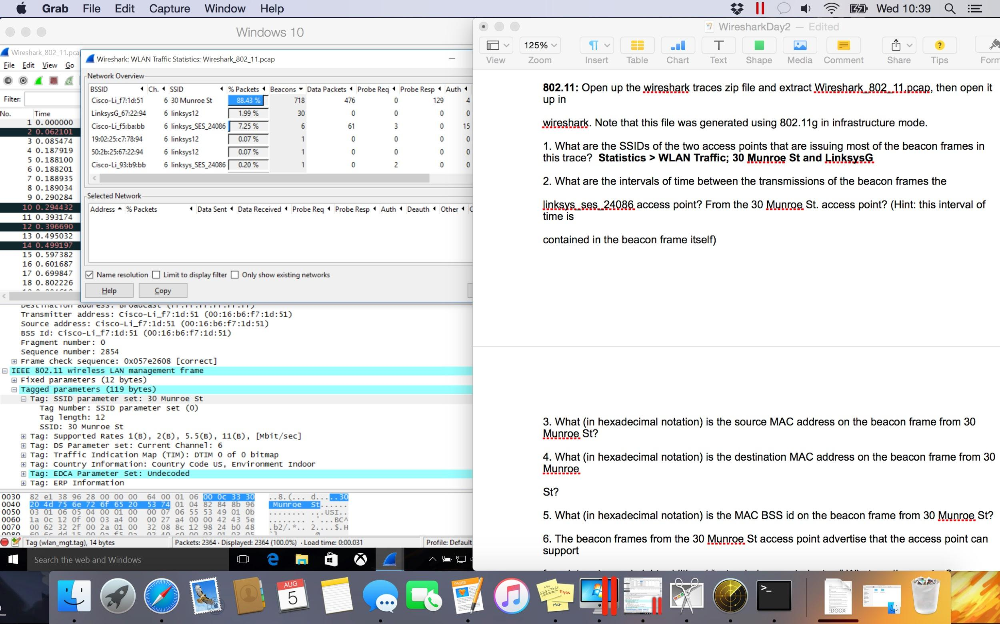 Grab File Edit Capture Window Help
Wed 10:39
Windows 10
Wireshark_802_11.pca
File Edit View Go
Filter:
No. Time
1 0.000000
2 0.062101
3 0.085474
4 0.187919
5 0.188100
6 0.188201
7 0.188935
8 0.189034
9 0.290284
10 0.294432
11 0.393174
12 0.396690
13 0.495032
14 0.499197
15 0.597382
16 0.601687
17 0.699847
18 0.802226
Wireshark: WLAN Traffic Statistics: Wireshark_802_11.pcap
Network Overview
BSSID Ch. SSID % Packets Beacons Data Packets Probe Req Probe Resp Auth
Cisco-Li_f7:1d:51 6 30 Munroe St 88.43 % 718 476 0 129 4
LinksysG_67:22:94 6 linksys12 1.99 % 30 0 0 0 0
Cisco-Li_f5:ba:bb 6 linksys_SES_24086 7.25 % 6 61 3 0 15
19:02:25:c7:78:94 6 linksys12 0.07 % 1 0 0 0 0
50:2b:25:67:22:94 6 linksys12 0.07 % 1 0 0 0 0
Cisco-Li_93:b9:bb 6 linksys_SES_24086 0.20 % 1 0 2 0 0
Selected Network
Address % Packets Data Sent Data Received Probe Req Probe Resp Auth Deauth Other C
Name resolution Limit to display filter Only show existing networks
Help Copy
Destination address: Broadcast (ff:ff:ff:ff:ff:ff)
Transmitter address: Cisco-Li_f7:1d:51 (00:16:b6:f7:1d:51)
Source address: Cisco-Li_f7:1d:51 (00:16:b6:f7:1d:51)
BSS Id: Cisco-Li_f7:1d:51 (00:16:b6:f7:1d:51)
Fragment number: 0
Sequence number: 2854
Frame check sequence: 0x057e2608 [correct]
IEEE 802.11 wireless LAN management frame
Fixed parameters (12 bytes)
Tagged parameters (119 bytes)
Tag: SSID parameter set: 30 Munroe St
Tag Number: SSID parameter set (0)
Tag length: 12
SSID: 30 Munroe St
Tag: Supported Rates 1(B), 2(B), 5.5(B), 11(B), [Mbit/sec]
Tag: DS Parameter set: Current Channel: 6
Tag: Traffic Indication Map (TIM): DTIM 0 of 0 bitmap
Tag: Country Information: Country Code US, Environment Indoor
Tag: EDCA Parameter Set: Undecoded
Tag: ERP Information
0030 82 e1 38 96 28 00 00 00 64 00 01 06 00 0c 33 30 ..8.(... d.....30
0040 20 4d 75 6e 72 6f 65 20 53 74 01 04 82 84 8b 96 Munroe St......
0050 03 01 06 05 04 00 01 00 00 07 06 55 53 49 01 0b ........ ...USI..
0060 1a 0c 12 0f 00 03 a4 00 00 27 a4 00 00 42 43 5e ........ .'...BC^
0070 00 62 32 2f 00 2a 01 00 32 08 8c 12 98 24 b0 48 .b2/.*.. 2....$.H
Tag (wlan_mgt.tag), 14 bytes Packets: 2364 · Displayed: 2364 (100.0%) · Load time: 0:00.031 Profile: Default
Search the web and Windows
WiresharkDay2 — Edited
125%
View Zoom Insert Table Chart Text Shape Media Comment Share Tips Form
802.11: Open up the wireshark traces zip file and extract Wireshark_802_11.pcap, then open it
up in
wireshark. Note that this file was generated using 802.11g in infrastructure mode.
1. What are the SSIDs of the two access points that are issuing most of the beacon frames in
this trace? Statistics > WLAN Traffic; 30 Munroe St and LinksysG
2. What are the intervals of time between the transmissions of the beacon frames the
linksys_ses_24086 access point? From the 30 Munroe St. access point? (Hint: this interval of
time is
contained in the beacon frame itself)
3. What (in hexadecimal notation) is the source MAC address on the beacon frame from 30
Munroe St?
4. What (in hexadecimal notation) is the destination MAC address on the beacon frame from 30
Munroe
St?
5. What (in hexadecimal notation) is the MAC BSS id on the beacon frame from 30 Munroe St?
6. The beacon frames from the 30 Munroe St access point advertise that the access point can
support
AUG
5
PAGES
EGGS
MILK
>_
DOCX